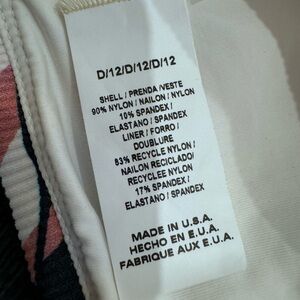 D/12/D/12/D/12
SHELL / PRENDA /VESTE
90% NYLON / NAILON / NYLON
10% SPANDEX /
ELASTANO / SPANDEX
LINER / FORRO /
DOUBLURE
83% RECYCLE NYLON /
NAILON RECICLADO/
RECYCLEE NYLON
17% SPANDEX /
ELASTANO / SPANDEX
MADE IN U.S.A.
HECHO EN E.U.A.
FABRIQUE AUX E.U.A.